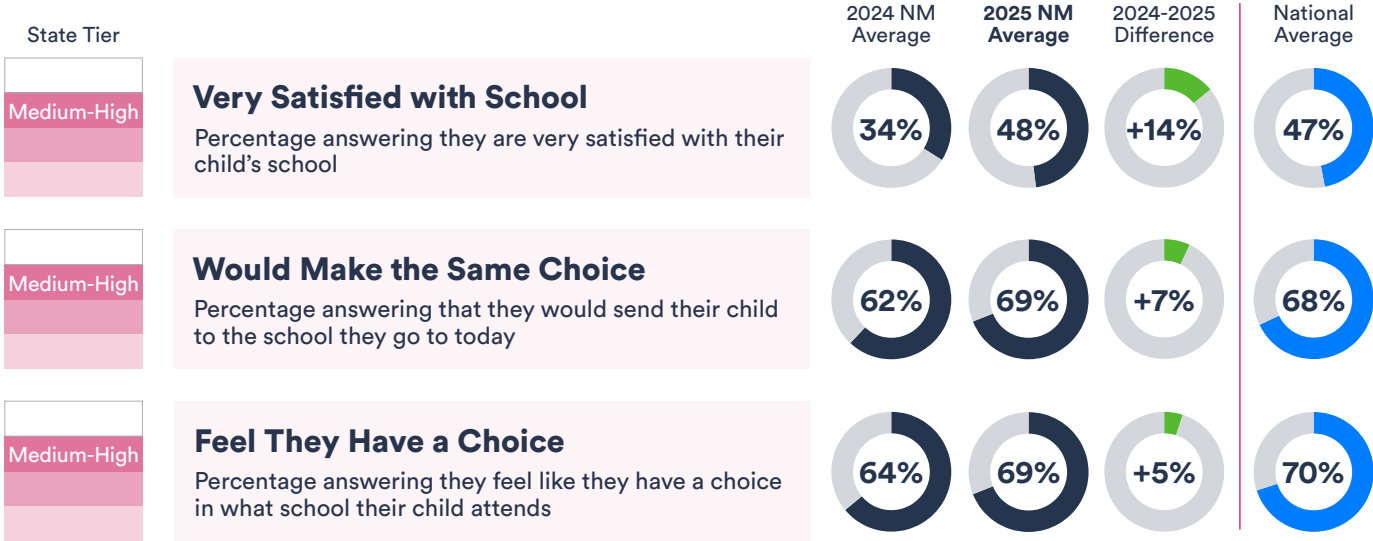 State Tier
2024 NM
Average
2025 NM
Average
2024-2025
Difference
National
Average
Medium-High
Very Satisfied with School
Percentage answering they are very satisfied with their
child’s school
34%
48%
+14%
47%
Medium-High
Would Make the Same Choice
Percentage answering that they would send their child
to the school they go to today
62%
69%
+7%
68%
Medium-High
Feel They Have a Choice
Percentage answering they feel like they have a choice
in what school their child attends
64%
69%
+5%
70%